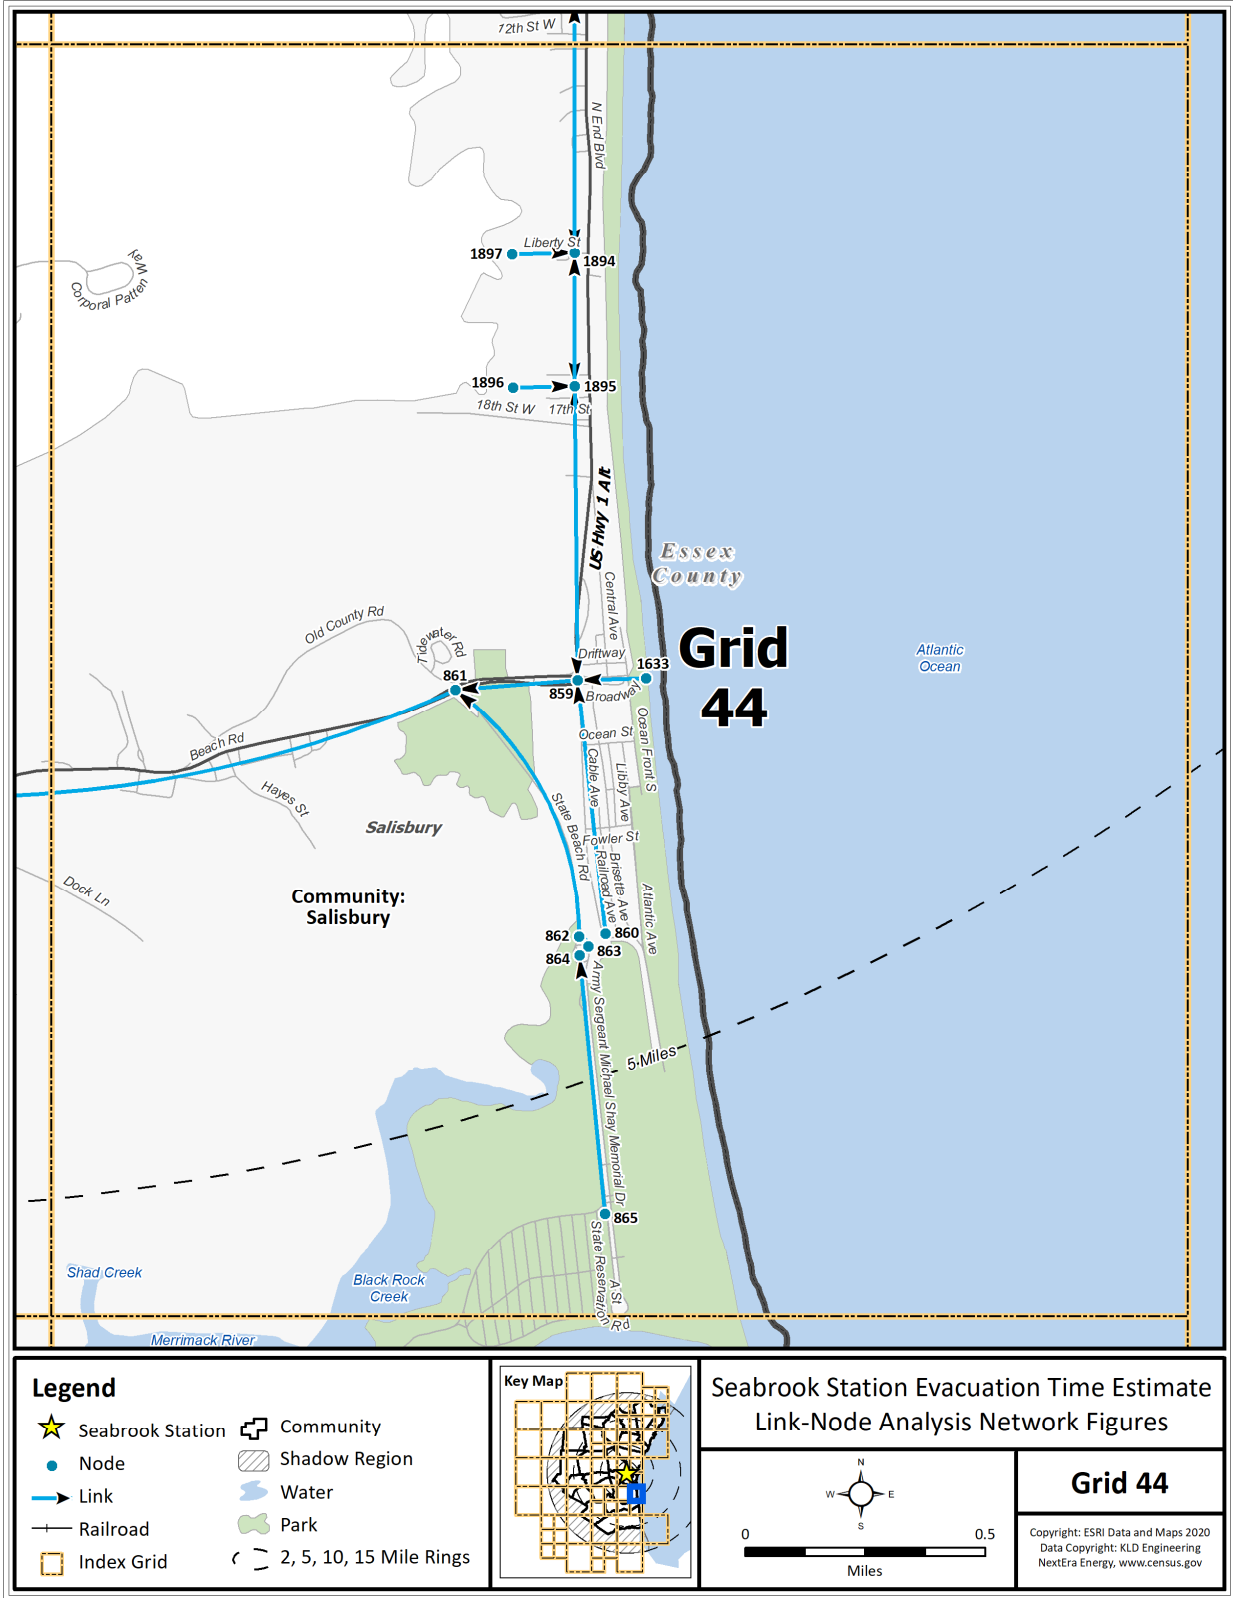 12th St W
N End Blvd
Liberty St
1897
1894
Corporal Patten Way
1896
1895
18th St W
17th St
US Hwy 1 Alt
Essex
County
Central Ave
Grid
44
Atlantic
Ocean
Old County Rd
Tidewater Rd
Driftway
1633
861
859
Broadway
Ocean St
Ocean Front S
Beach Rd
Cable Ave
Libby Ave
Hayes St
State Beach Rd
Salisbury
Fowler St
Railroad Ave
Brisette Ave
Atlantic Ave
Dock Ln
Community:
Salisbury
862
860
863
864
Army Sergeant Michael Shay Memorial Dr
5 Miles
865
State Reservation Rd
A St
Shad Creek
Black Rock
Creek
Merrimack River
Legend
Seabrook Station
Node
Link
Railroad
Index Grid
Community
Shadow Region
Water
Park
2, 5, 10, 15 Mile Rings
Key Map
Seabrook Station Evacuation Time Estimate
Link-Node Analysis Network Figures
N
W
E
S
0
0.5
Miles
Grid 44
Copyright: ESRI Data and Maps 2020
Data Copyright: KLD Engineering
NextEra Energy, www.census.gov